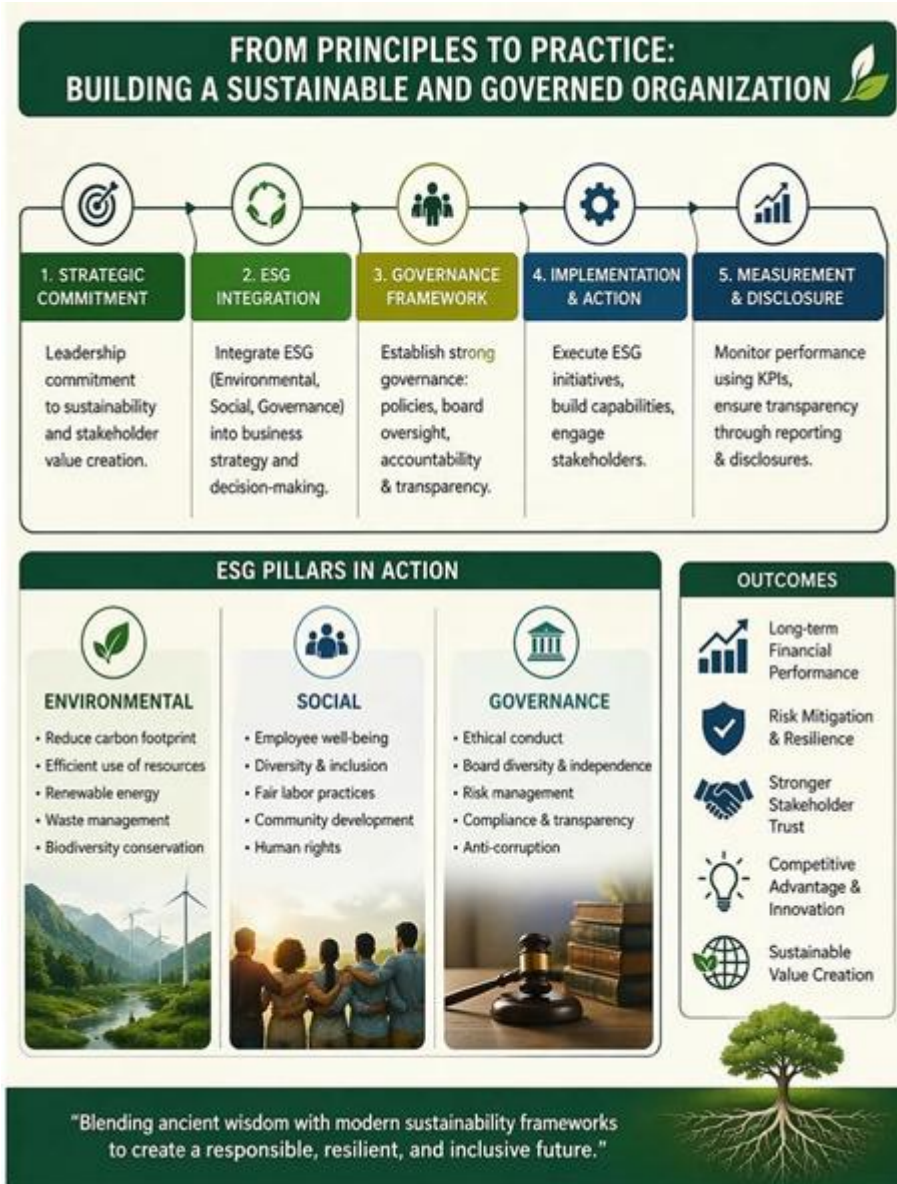 FROM PRINCIPLES TO PRACTICE:
BUILDING A SUSTAINABLE AND GOVERNED ORGANIZATION
1. STRATEGIC
COMMITMENT
Leadership
commitment
to sustainability
and stakeholder
value creation.
2. ESG
INTEGRATION
Integrate ESG
(Environmental,
Social, Governance)
into business
strategy and
decision-making.
3. GOVERNANCE
FRAMEWORK
Establish strong
governance:
policies, board
oversight,
accountability
& transparency.
4. IMPLEMENTATION
& ACTION
Execute ESG
initiatives,
build capabilities,
engage
stakeholders.
5. MEASUREMENT
& DISCLOSURE
Monitor performance
using KPIs,
ensure transparency
through reporting
& disclosures.
ESG PILLARS IN ACTION
ENVIRONMENTAL
• Reduce carbon footprint
• Efficient use of resources
• Renewable energy
• Waste management
• Biodiversity conservation
SOCIAL
• Employee well-being
• Diversity & inclusion
• Fair labor practices
• Community development
• Human rights
GOVERNANCE
• Ethical conduct
• Board diversity & independence
• Risk management
• Compliance & transparency
• Anti-corruption
OUTCOMES
Long-term
Financial
Performance
Risk Mitigation
& Resilience
Stronger
Stakeholder
Trust
Competitive
Advantage &
Innovation
Sustainable
Value Creation
"Blending ancient wisdom with modern sustainability frameworks
to create a responsible, resilient, and inclusive future."